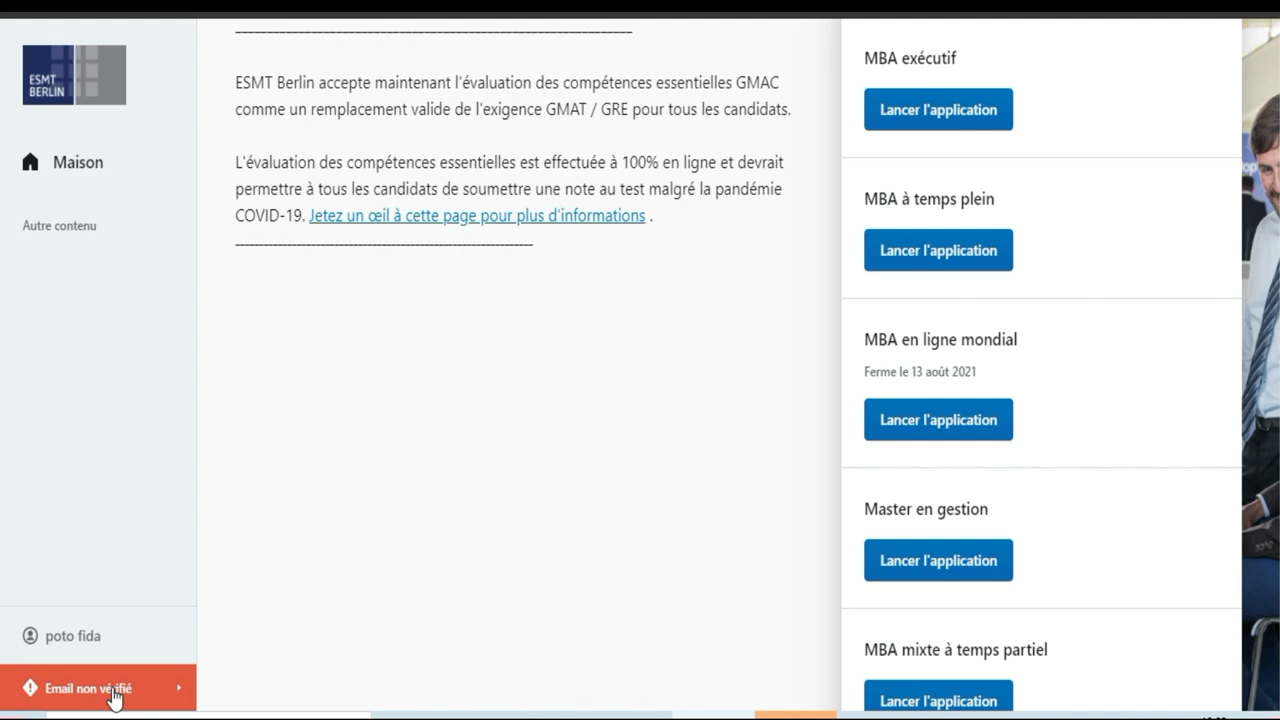 ESMT
BERLIN
Maison
Autre contenu
poto fida
Email non vérifié
ESMT Berlin accepte maintenant l'évaluation des compétences essentielles GMAC
comme un remplacement valide de l'exigence GMAT / GRE pour tous les candidats.
L'évaluation des compétences essentielles est effectuée à 100% en ligne et devrait
permettre à tous les candidats de soumettre une note au test malgré la pandémie
COVID-19. Jetez un œil à cette page pour plus d'informations .
MBA exécutif
Lancer l'application
MBA à temps plein
Lancer l'application
MBA en ligne mondial
Ferme le 13 août 2021
Lancer l'application
Master en gestion
Lancer l'application
MBA mixte à temps partiel
Lancer l'application